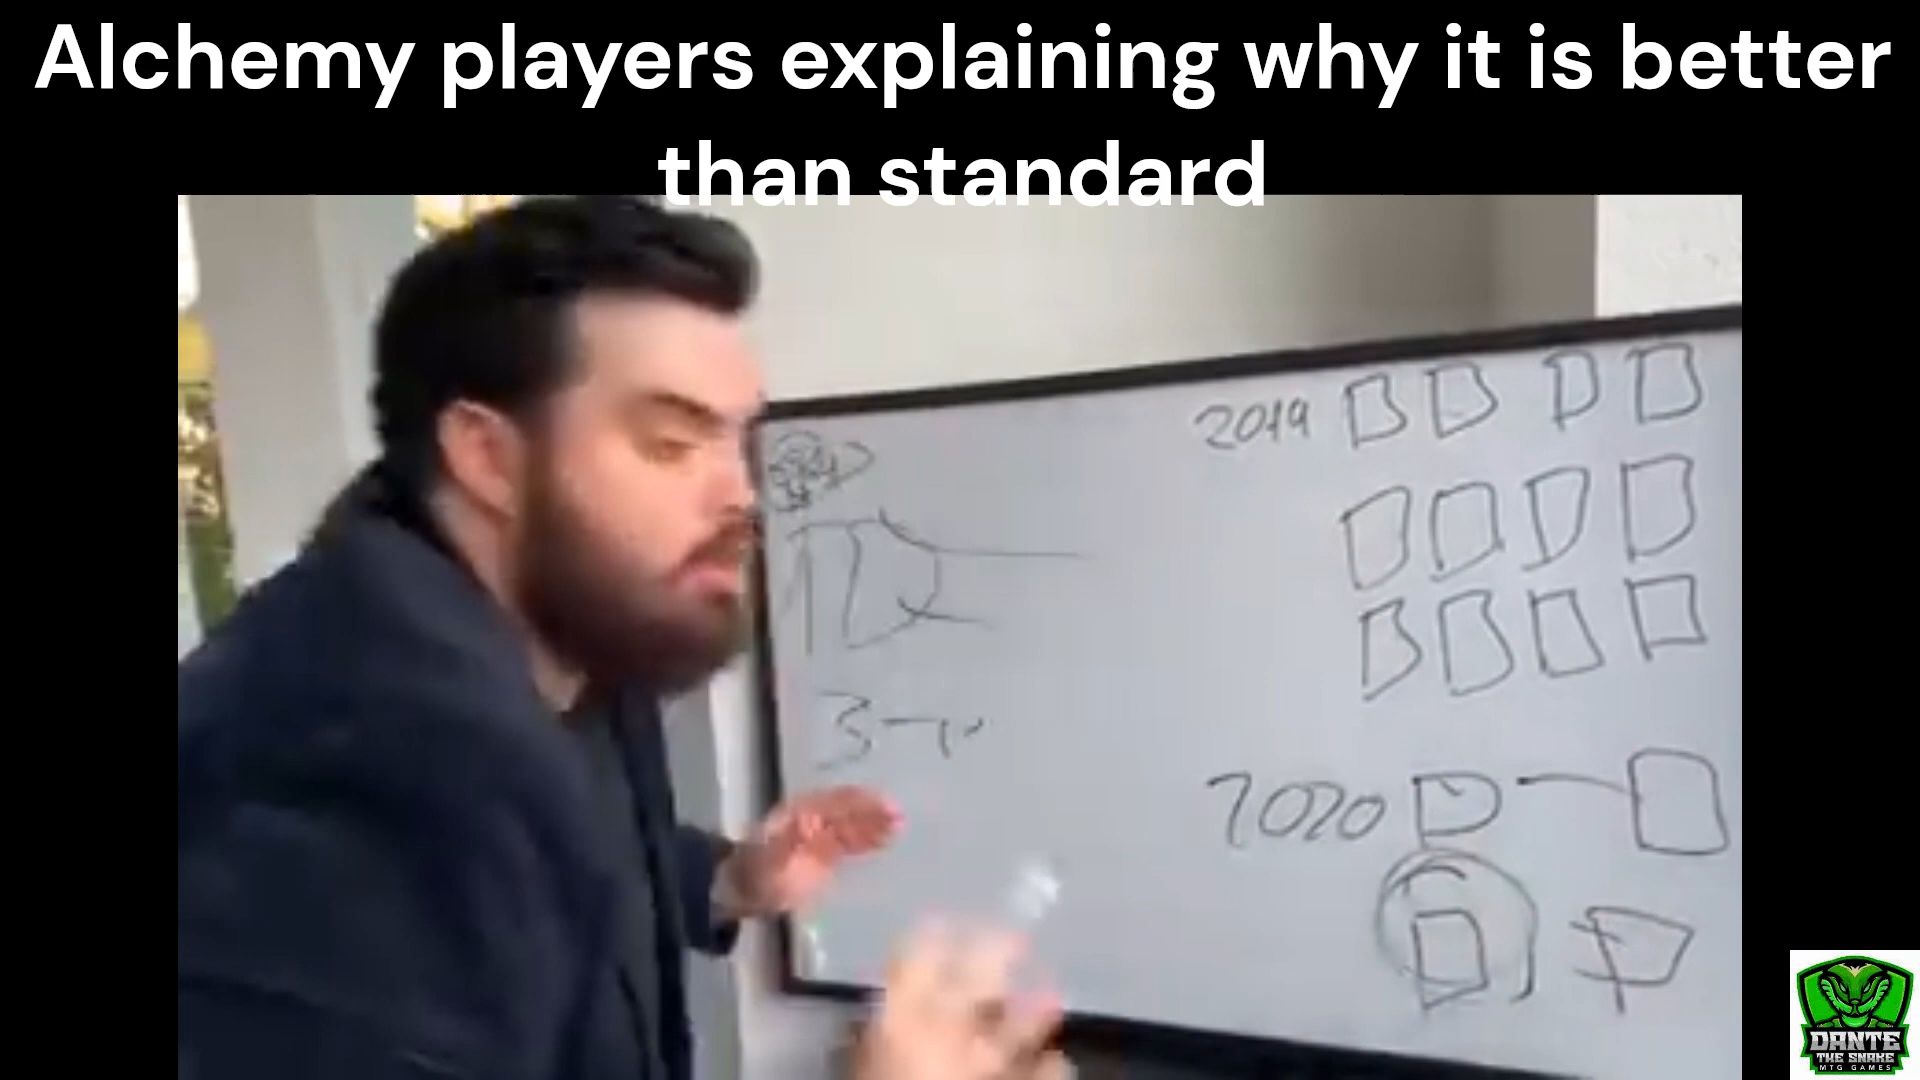 Alchemy players explaining why it is better
than standard
2019
2020
DANTE
THE SNAKE
MTG GAMES